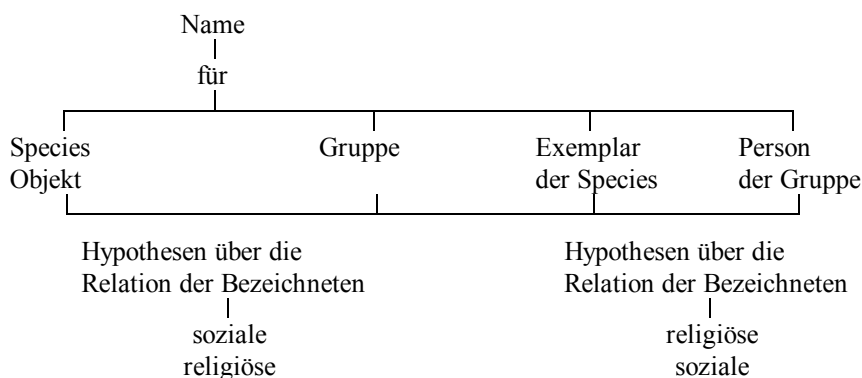 Name
für
Species Gruppe Exemplar Person
Objekt der Species der Gruppe
Hypothesen über die Hypothesen über die
Relation der Bezeichneten Relation der Bezeichneten
soziale religiöse
religiöse soziale